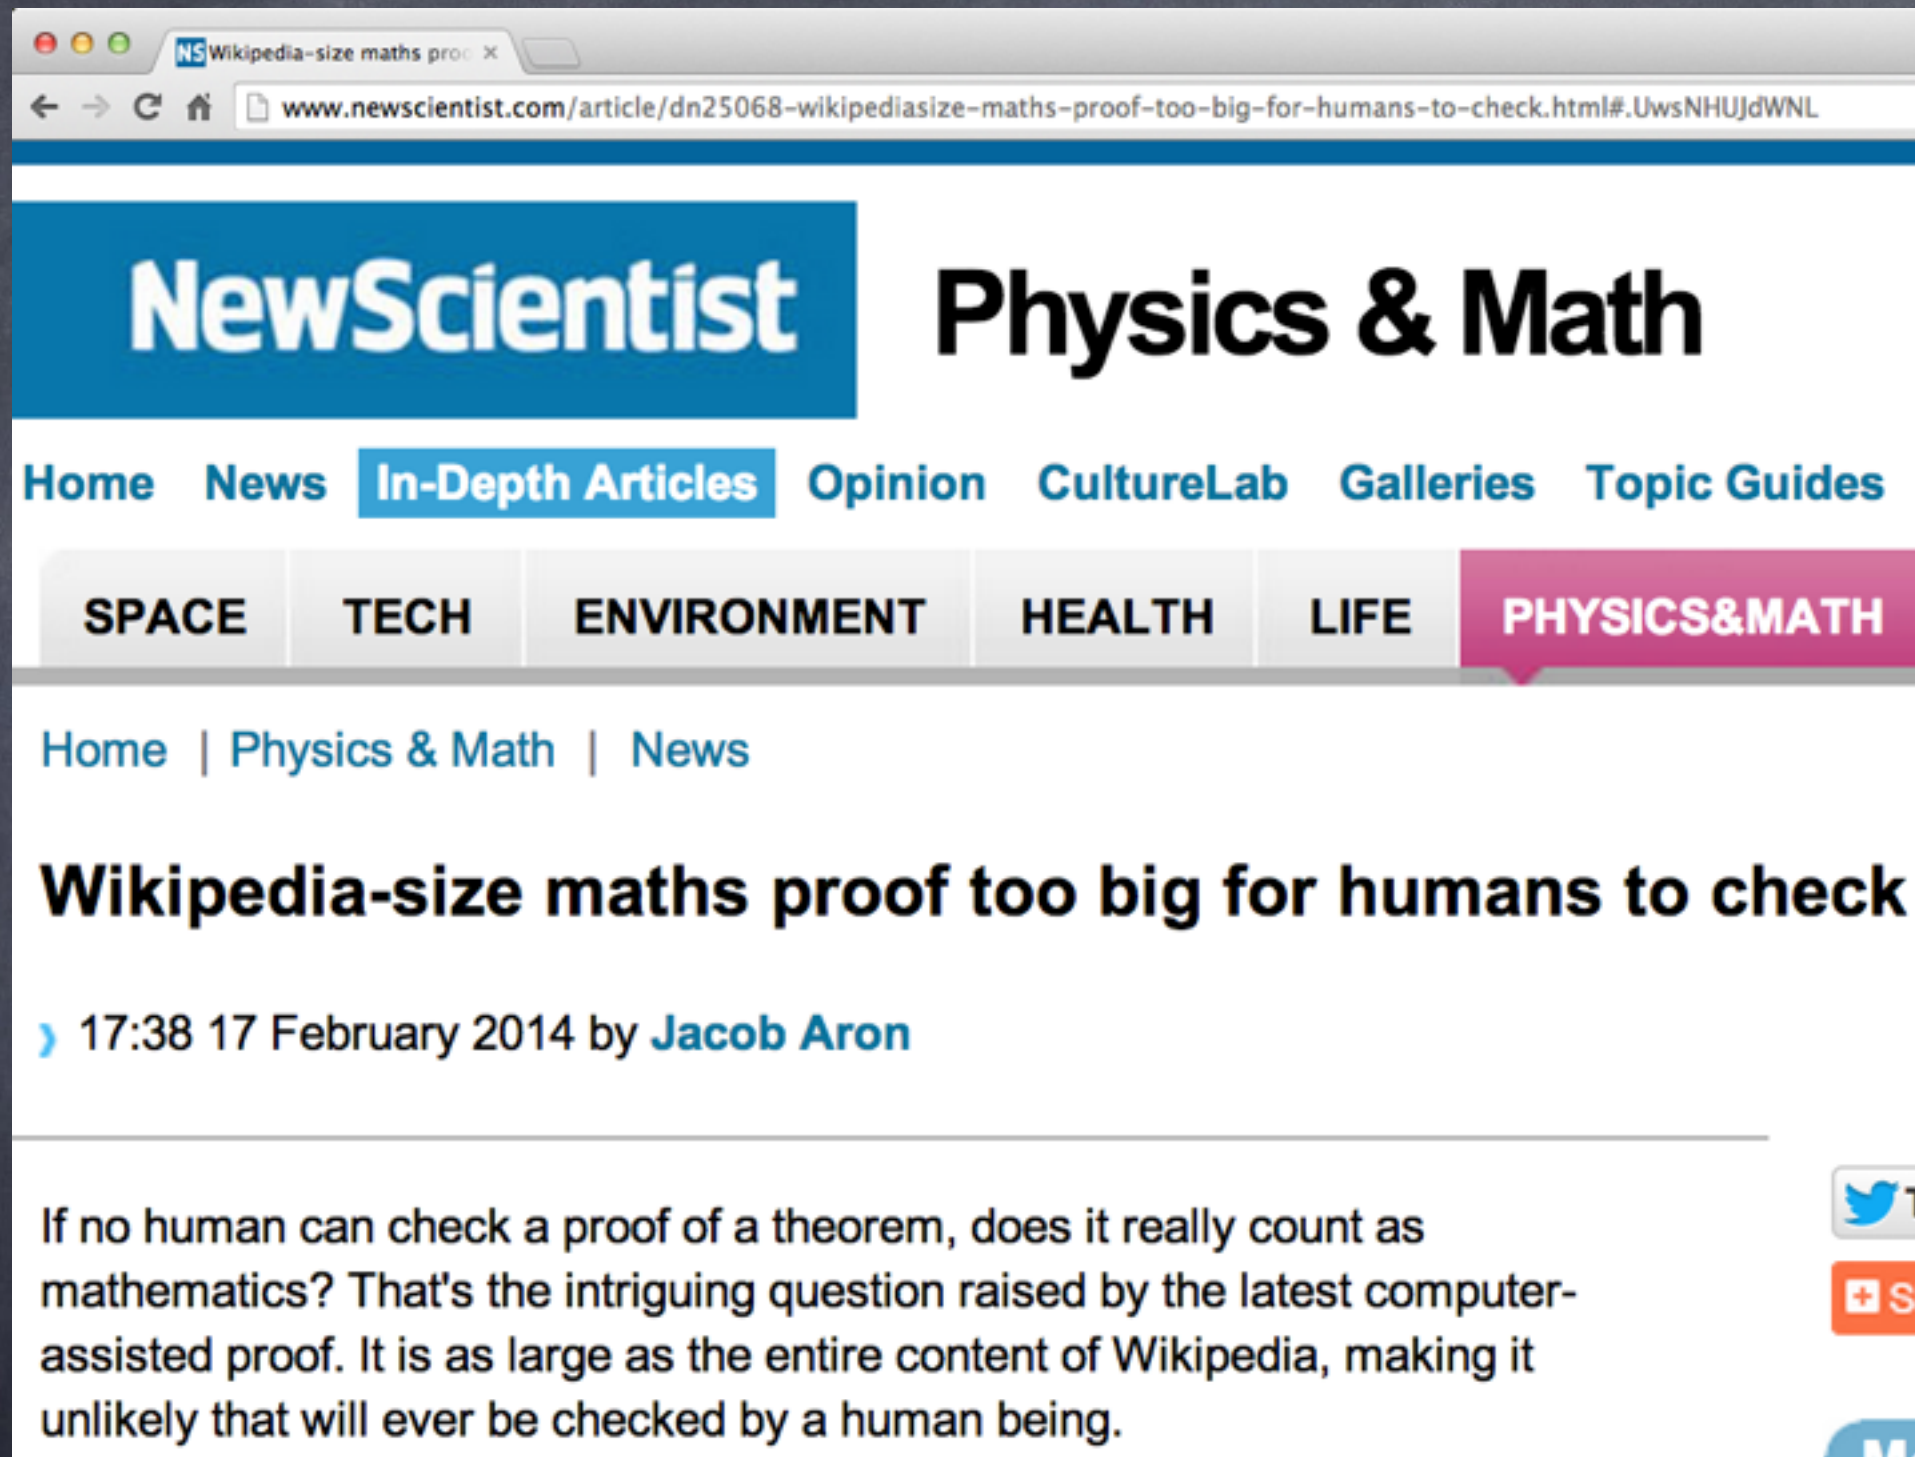 NS Wikipedia-size maths proo
www.newscientist.com/article/dn25068-wikipediasize-maths-proof-too-big-for-humans-to-check.html#.UwsNHUJdWNL
NewScientist Physics & Math
Home News In-Depth Articles Opinion CultureLab Galleries Topic Guides
SPACE TECH ENVIRONMENT HEALTH LIFE PHYSICS&MATH
Home | Physics & Math | News
Wikipedia-size maths proof too big for humans to check
17:38 17 February 2014 by Jacob Aron
If no human can check a proof of a theorem, does it really count as
mathematics? That's the intriguing question raised by the latest computer-
assisted proof. It is as large as the entire content of Wikipedia, making it
unlikely that will ever be checked by a human being.